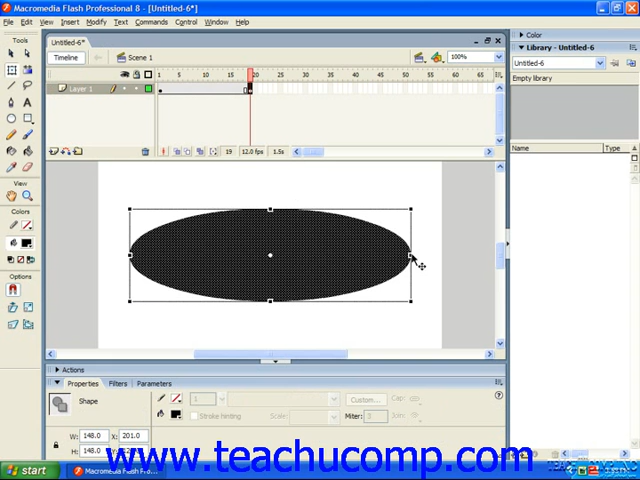 Macromedia Flash Professional 8 - [Untitled-6*]
File Edit View Insert Modify Text Commands Control Window Help
Tools
Untitled-6*
Timeline Scene 1 100%
1 5 10 15 20 25 30 35 40 45 50 55 60 65
Layer 1
19 12.0 fps 1.5s
View
Colors
Options
Color
Library - Untitled-6
Untitled-6
Empty library
Name Type
Actions
Properties Filters Parameters
Shape
1 Custom... Cap:
Stroke hinting Scale: Miter: 3 Join:
W: 148.0 X: 201.0
H: 148.0 Y:
www.teachucomp.com
start Macromedia Flash Pro...